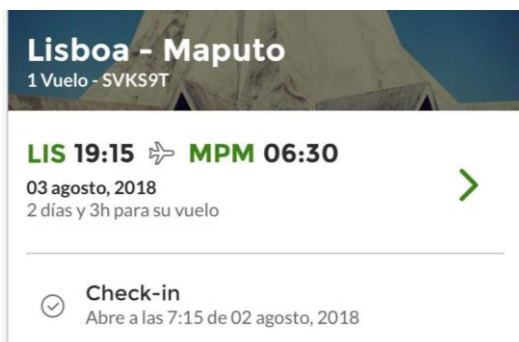 Lisboa - Maputo
1 Vuelo - SVKS9T
LIS 19:15 MPM 06:30
03 agosto, 2018
2 días y 3h para su vuelo
Check-in
Abre a las 7:15 de 02 agosto, 2018